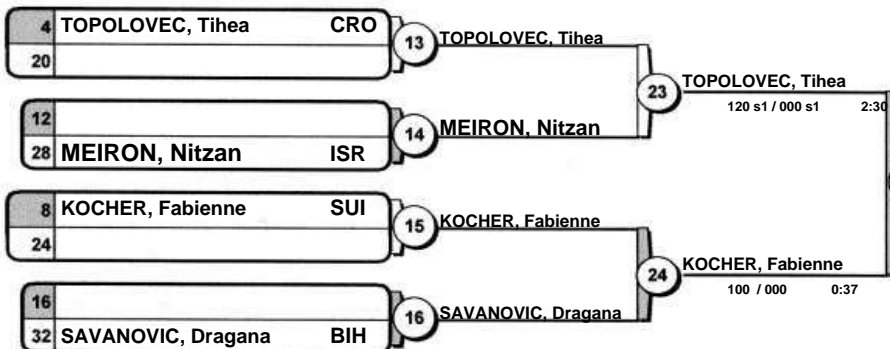 4 TOPOLOVEC, Tihea CRO
20
13
TOPOLOVEC, Tihea
12
28 MEIRON, Nitzan ISR
14
MEIRON, Nitzan
23
TOPOLOVEC, Tihea
120 s1 / 000 s1 2:30
8 KOCHER, Fabienne SUI
24
15
KOCHER, Fabienne
16
32 SAVANOVIC, Dragana BIH
16
SAVANOVIC, Dragana
24
KOCHER, Fabienne
100 / 000 0:37